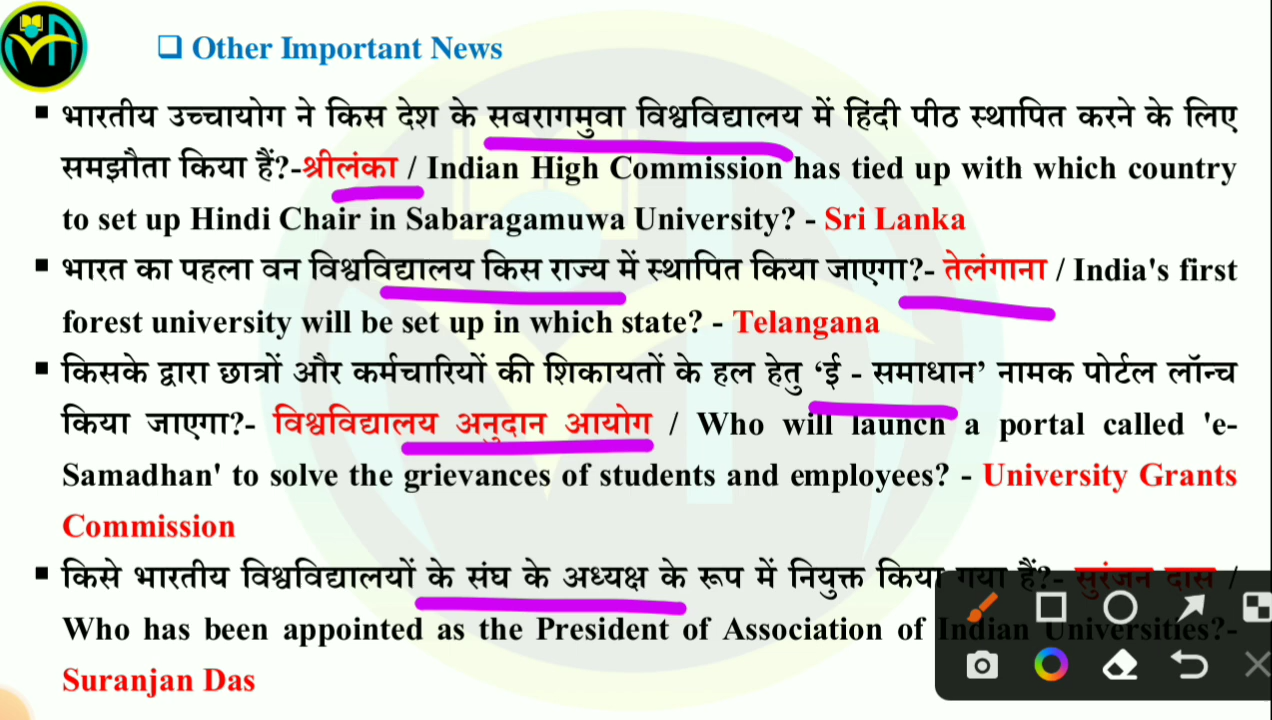 ❑ Other Important News
▪ भारतीय उच्चायोग ने किस देश के सबरागमुवा विश्वविद्यालय में हिंदी पीठ स्थापित करने के लिए
समझौता किया हैं?-श्रीलंका / Indian High Commission has tied up with which country
to set up Hindi Chair in Sabaragamuwa University? - Sri Lanka
▪ भारत का पहला वन विश्वविद्यालय किस राज्य में स्थापित किया जाएगा?- तेलंगाना / India's first
forest university will be set up in which state? - Telangana
▪ किसके द्वारा छात्रों और कर्मचारियों की शिकायतों के हल हेतु ‘ई - समाधान’ नामक पोर्टल लॉन्च
किया जाएगा?- विश्वविद्यालय अनुदान आयोग / Who will launch a portal called 'e-
Samadhan' to solve the grievances of students and employees? - University Grants
Commission
▪ किसे भारतीय विश्वविद्यालयों के संघ के अध्यक्ष के रूप में नियुक्त किया गया हैं?- सुरंजन दास /
Who has been appointed as the President of Association of Indian Universities?-
Suranjan Das